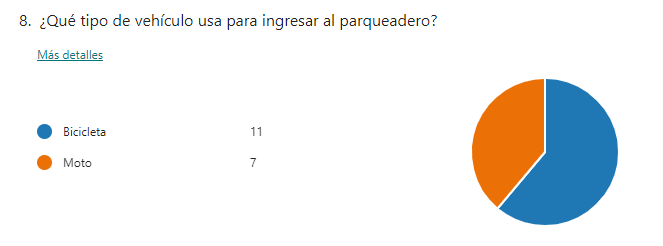 8. ¿Qué tipo de vehículo usa para ingresar al parqueadero?
Más detalles
Bicicleta 11
Moto 7